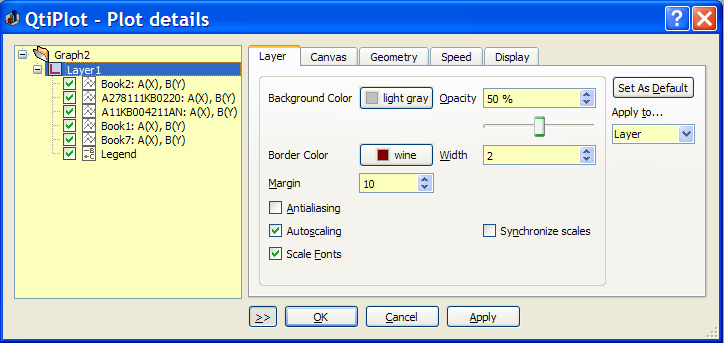 QtiPlot - Plot details
Graph2
Layer1
Book2: A(X), B(Y)
A278111KB0220: A(X), B(Y)
A11KB004211AN: A(X), B(Y)
Book1: A(X), B(Y)
Book7: A(X), B(Y)
Legend
Layer Canvas Geometry Speed Display
Background Color light gray Opacity 50 %
Border Color wine Width 2
Margin 10
Antialiasing
Autoscaling Synchronize scales
Scale Fonts
Set As Default
Apply to...
Layer
>> OK Cancel Apply